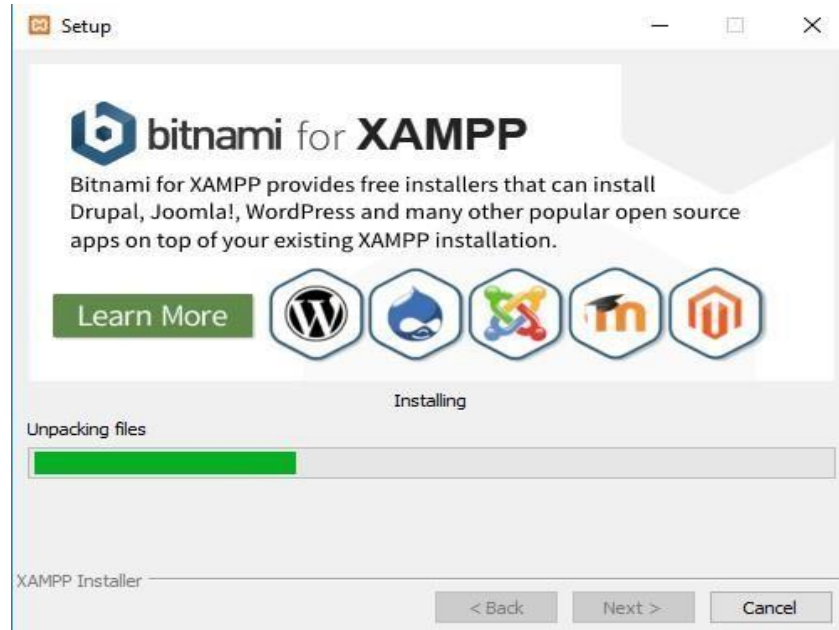 Setup
bitnami for XAMPP
Bitnami for XAMPP provides free installers that can install
Drupal, Joomla!, WordPress and many other popular open source
apps on top of your existing XAMPP installation.
Learn More
Installing
Unpacking files
XAMPP Installer
< Back Next > Cancel